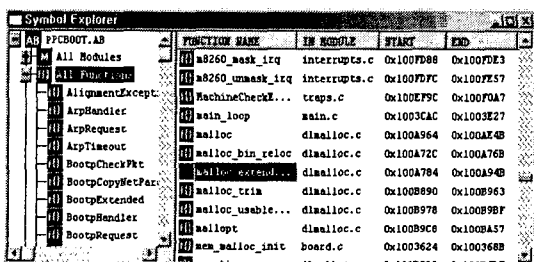 Symbol Explorer
AB PPCBOOT.AB
M All Modules
All Functions
AlignmentExcept:
ArpHandler
ArpRequest
ArpTimeout
BootpCheckPkt
BootpCopyNetPar
BootpExtended
BootpHandler
BootpRequest
FUNCTION NAME IN MODULE START END
m8260_mask_irq interrupts.c 0x100FD88 0x100FDE3
m8260_unmask_irq interrupts.c 0x100FDFC 0x100FE57
MachineCheckE... traps.c 0x100EF9C 0x100F0A7
main_loop main.c 0x1003CAC 0x1003E27
malloc dlmalloc.c 0x100A964 0x100AE4B
malloc_bin_reloc dlmalloc.c 0x100A72C 0x100A76B
malloc_extend... dlmalloc.c 0x100A784 0x100A94B
malloc_trim dlmalloc.c 0x100B890 0x100B963
malloc_usable... dlmalloc.c 0x100B978 0x100B9BF
mallopt dlmalloc.c 0x100B9C0 0x100BA57
mem_malloc_init board.c 0x1003624 0x100368B